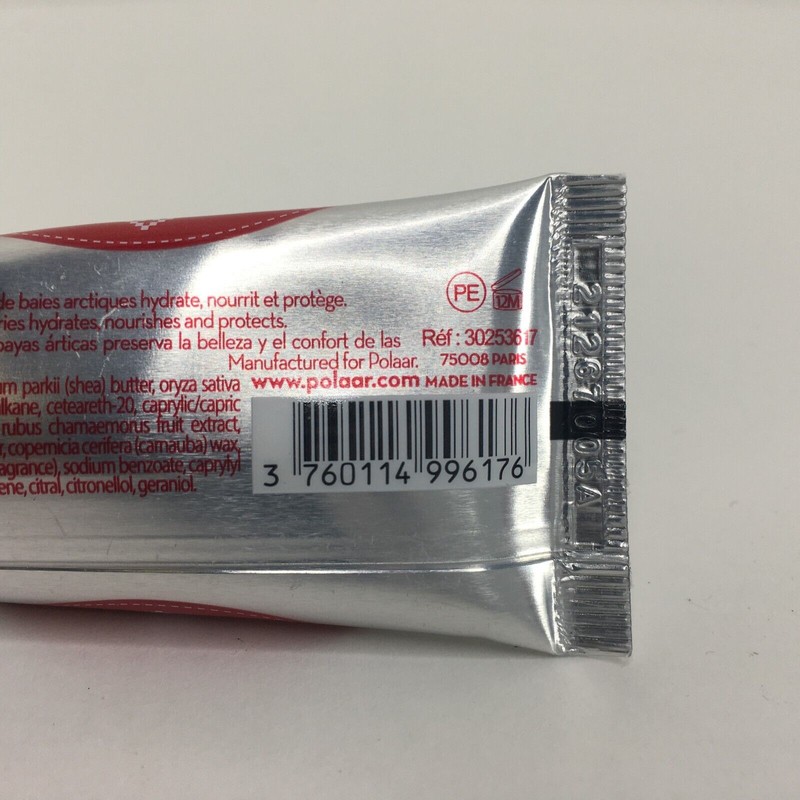 de baies arctiques hydrate, nourrit et protège.
ries hydrates, nourishes and protects.
bayas árticas preserva la belleza y el confort de las
Manufactured for Polaar.
PE
12M
Réf : 30253617
75008 PARIS
www.polaar.com MADE IN FRANCE
um parkii (shea) butter, oryza sativa
alkane, ceteareth-20, caprylic/capric
rubus chamaemorus fruit extract,
copernicia cerifera (carnauba) wax,
ragrance), sodium benzoate, caprylyl
ene, citral, citronellol, geraniol.
3 760114 996176